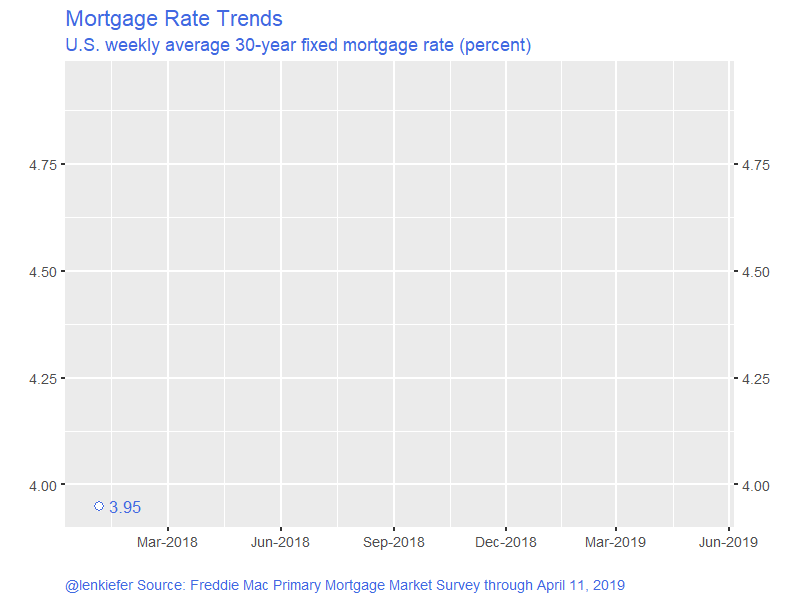 Mortgage Rate Trends
U.S. weekly average 30-year fixed mortgage rate (percent)
4.75 4.75
4.50 4.50
4.25 4.25
4.00 4.00
3.95
Mar-2018 Jun-2018 Sep-2018 Dec-2018 Mar-2019 Jun-2019
@lenkiefer Source: Freddie Mac Primary Mortgage Market Survey through April 11, 2019